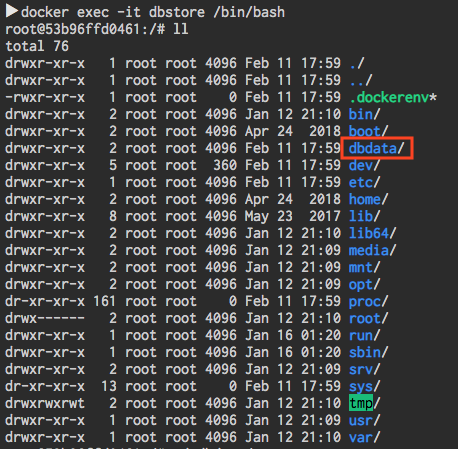 ▶docker exec -it dbstore /bin/bash
root@53b96ffd0461:/# ll
total 76
drwxr-xr-x   1 root root 4096 Feb 11 17:59 ./
drwxr-xr-x   1 root root 4096 Feb 11 17:59 ../
-rwxr-xr-x   1 root root    0 Feb 11 17:59 .dockerenv*
drwxr-xr-x   2 root root 4096 Jan 12 21:10 bin/
drwxr-xr-x   2 root root 4096 Apr 24  2018 boot/
drwxr-xr-x   2 root root 4096 Feb 11 17:59 dbdata/
drwxr-xr-x   5 root root  360 Feb 11 17:59 dev/
drwxr-xr-x   1 root root 4096 Feb 11 17:59 etc/
drwxr-xr-x   2 root root 4096 Apr 24  2018 home/
drwxr-xr-x   8 root root 4096 May 23  2017 lib/
drwxr-xr-x   2 root root 4096 Jan 12 21:10 lib64/
drwxr-xr-x   2 root root 4096 Jan 12 21:09 media/
drwxr-xr-x   2 root root 4096 Jan 12 21:09 mnt/
drwxr-xr-x   2 root root 4096 Jan 12 21:09 opt/
dr-xr-xr-x 161 root root    0 Feb 11 17:59 proc/
drwx------   2 root root 4096 Jan 12 21:10 root/
drwxr-xr-x   1 root root 4096 Jan 16 01:20 run/
drwxr-xr-x   1 root root 4096 Jan 16 01:20 sbin/
drwxr-xr-x   2 root root 4096 Jan 12 21:09 srv/
dr-xr-xr-x  13 root root    0 Feb 11 17:59 sys/
drwxrwxrwt   2 root root 4096 Jan 12 21:10 tmp/
drwxr-xr-x   1 root root 4096 Jan 12 21:09 usr/
drwxr-xr-x   1 root root 4096 Jan 12 21:10 var/